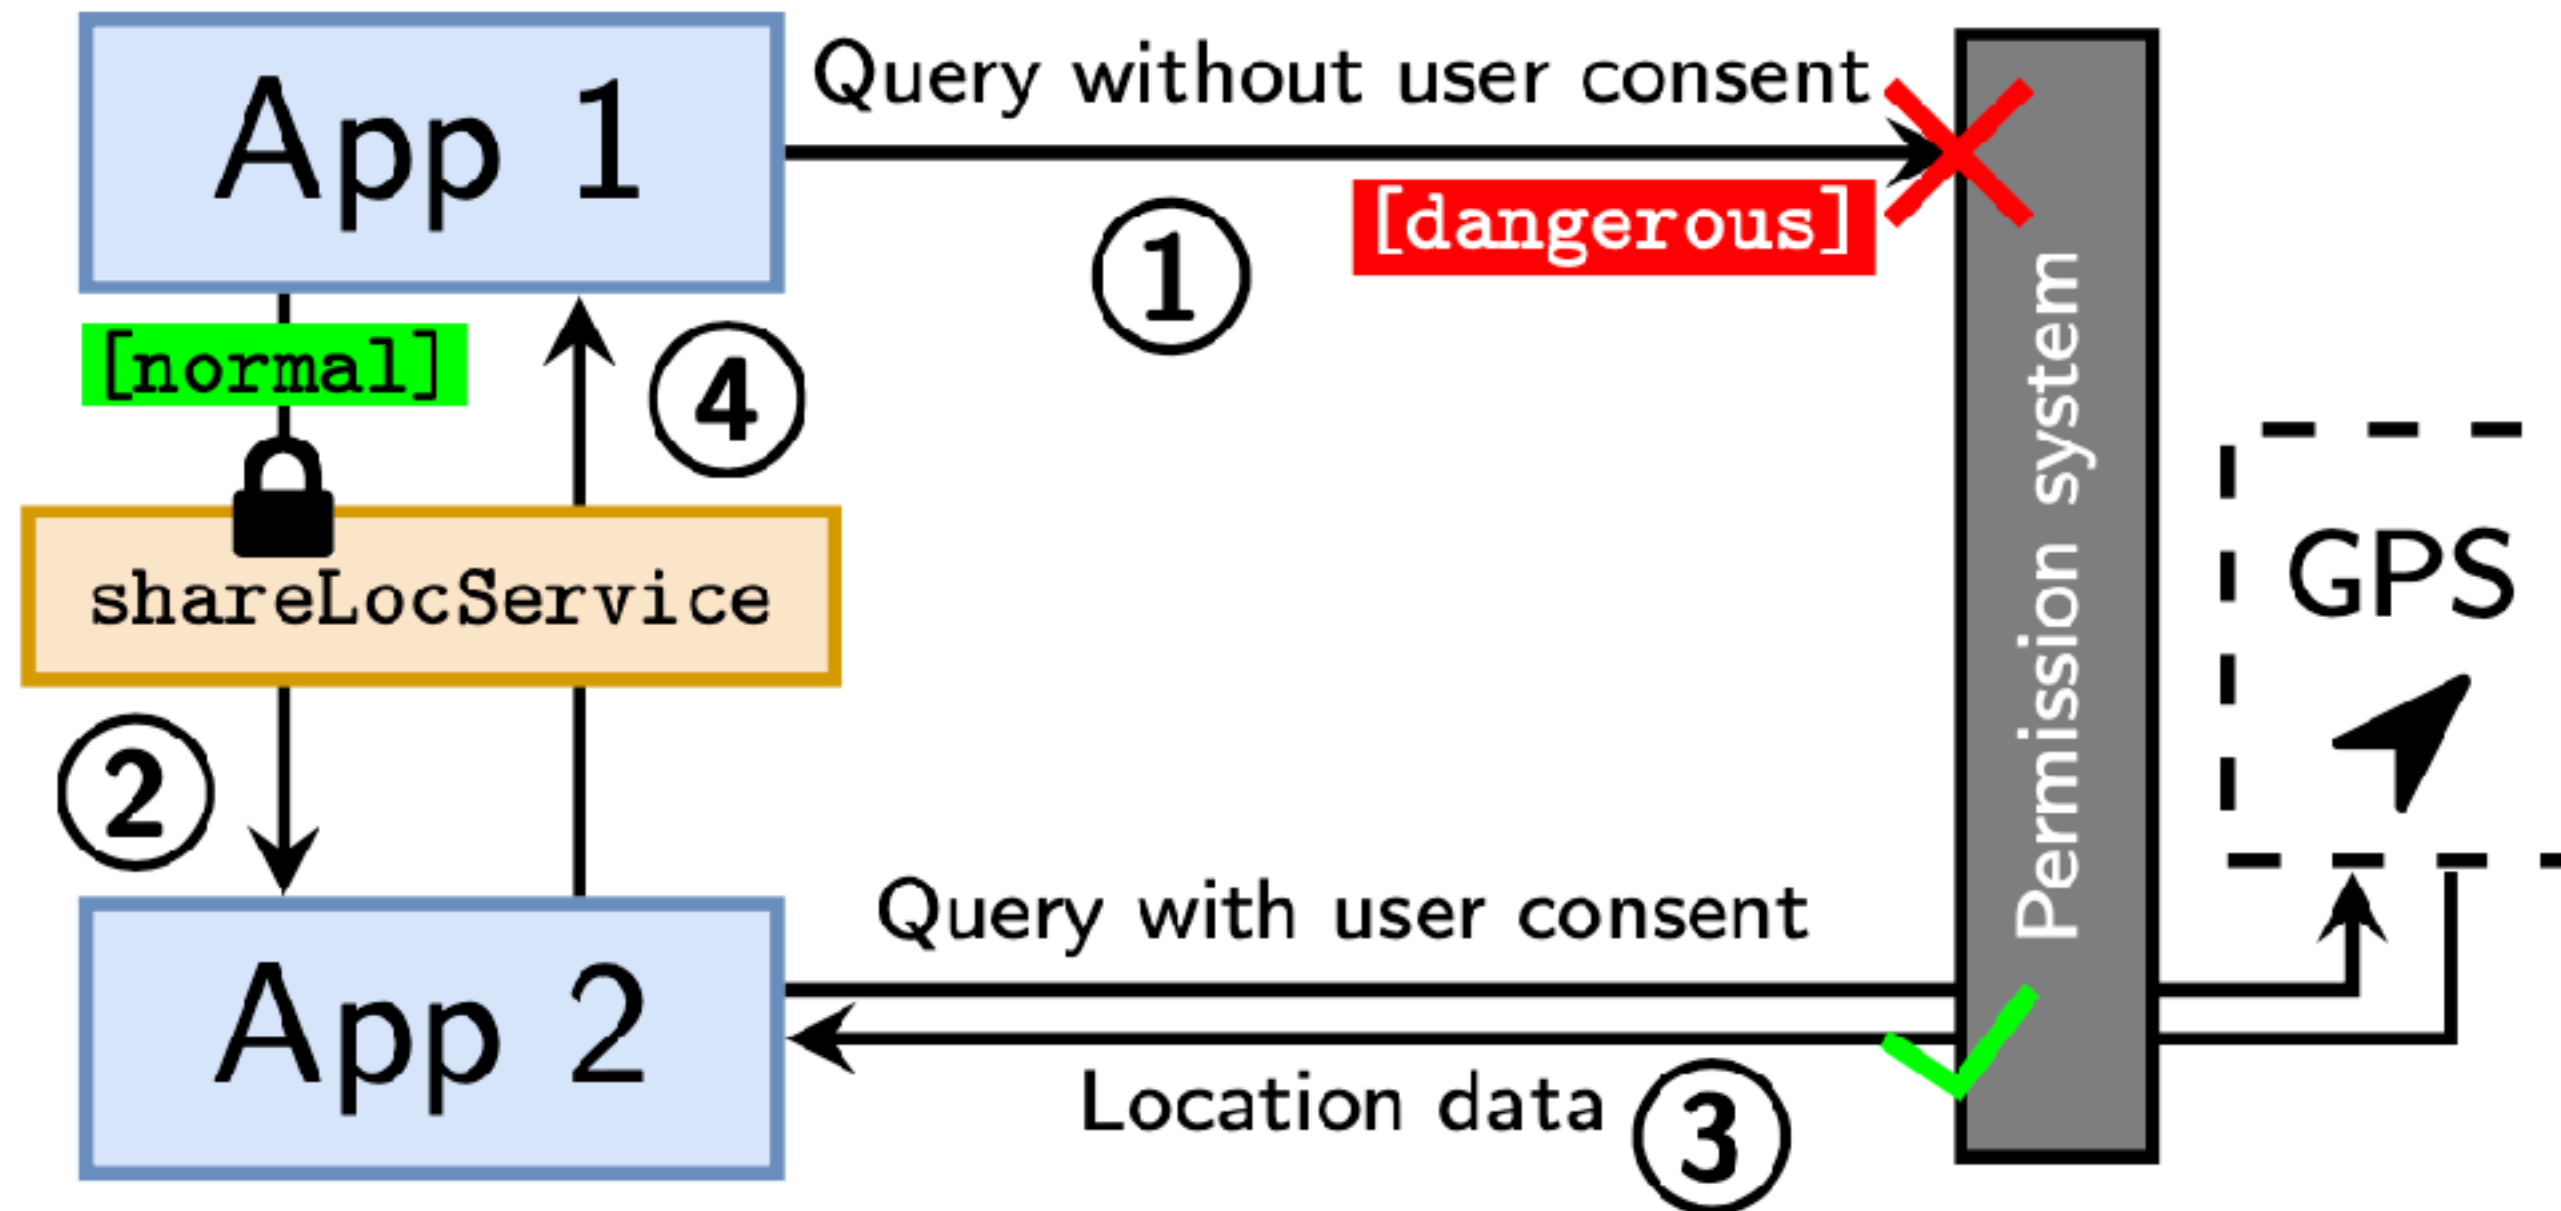 App 1
Query without user consent
[dangerous]
1
[normal]
4
shareLocService
2
Permission system
GPS
App 2
Query with user consent
Location data
3